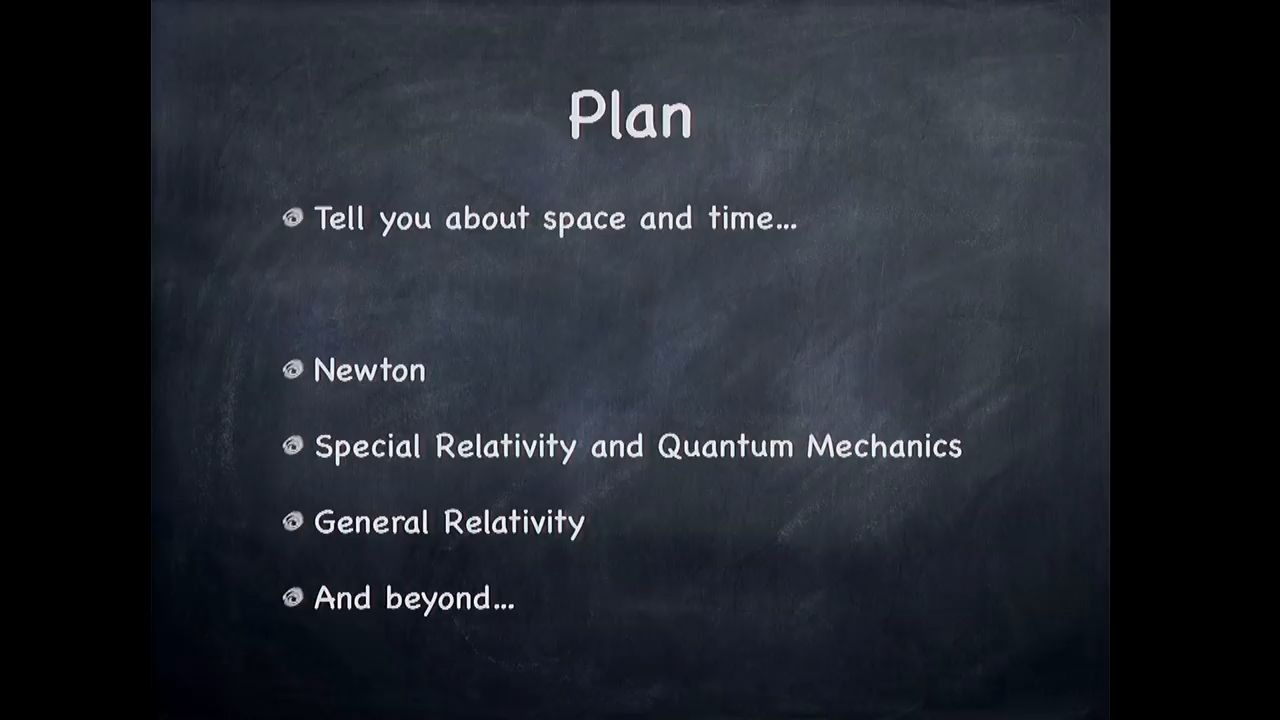 Plan
Tell you about space and time...
Newton
Special Relativity and Quantum Mechanics
General Relativity
And beyond...